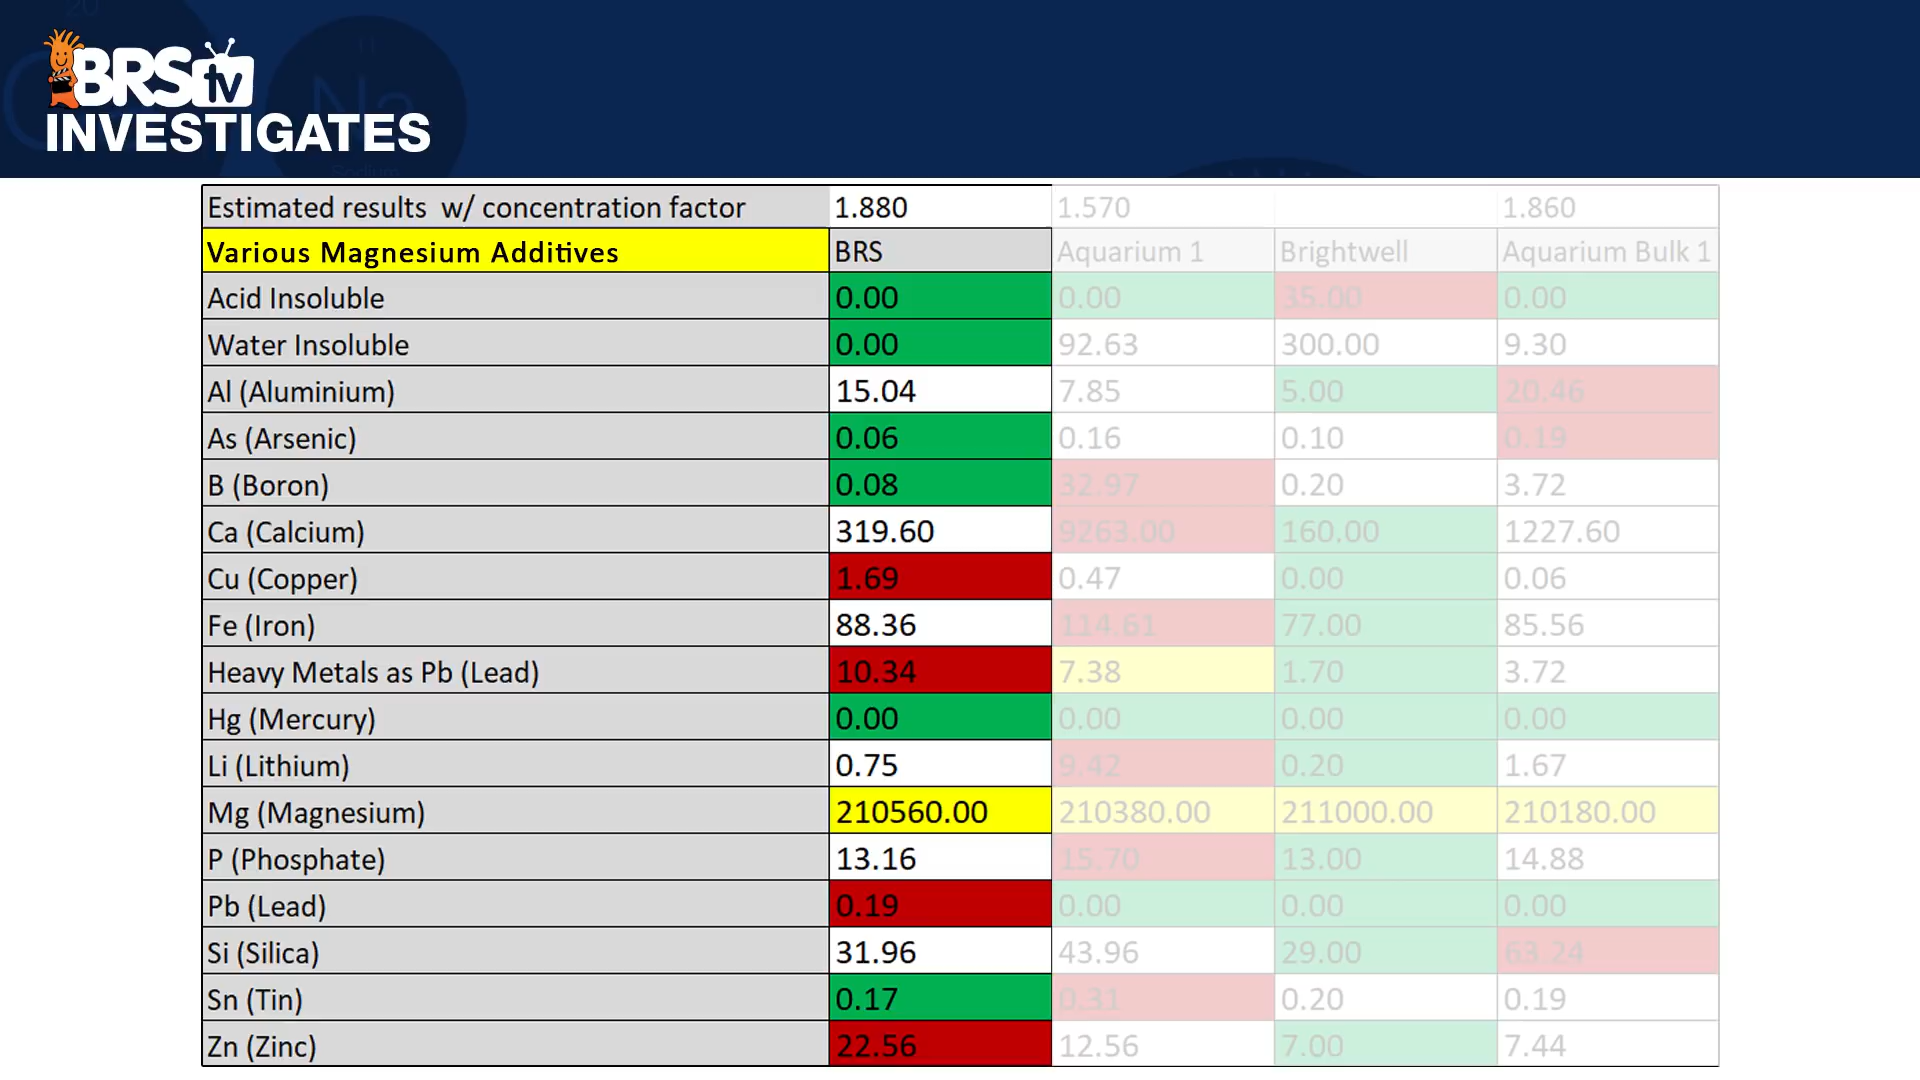 BRStv
INVESTIGATES
Estimated results w/ concentration factor 1.880 1.570 1.860
Various Magnesium Additives BRS Aquarium 1 Brightwell Aquarium Bulk 1
Acid Insoluble 0.00 0.00 35.00 0.00
Water Insoluble 0.00 92.63 300.00 9.30
Al (Aluminium) 15.04 7.85 5.00 20.46
As (Arsenic) 0.06 0.16 0.10 0.19
B (Boron) 0.08 32.97 0.20 3.72
Ca (Calcium) 319.60 9263.00 160.00 1227.60
Cu (Copper) 1.69 0.47 0.00 0.06
Fe (Iron) 88.36 114.61 77.00 85.56
Heavy Metals as Pb (Lead) 10.34 7.38 1.70 3.72
Hg (Mercury) 0.00 0.00 0.00 0.00
Li (Lithium) 0.75 9.42 0.20 1.67
Mg (Magnesium) 210560.00 210380.00 211000.00 210180.00
P (Phosphate) 13.16 15.70 13.00 14.88
Pb (Lead) 0.19 0.00 0.00 0.00
Si (Silica) 31.96 43.96 29.00 63.24
Sn (Tin) 0.17 0.31 0.20 0.19
Zn (Zinc) 22.56 12.56 7.00 7.44